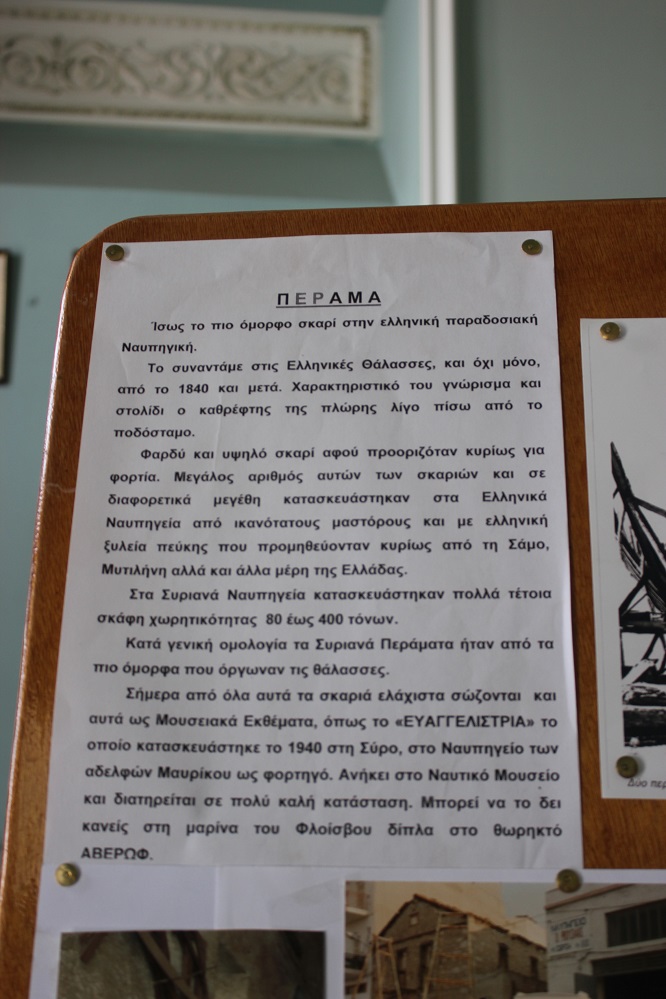 ΠΕΡΑΜΑ
Ίσως το πιο όμορφο σκαρί στην ελληνική παραδοσιακή
Ναυπηγική.
Το συναντάμε στις Ελληνικές Θάλασσες, και όχι μόνο,
από το 1840 και μετά. Χαρακτηριστικό του γνώρισμα και
στολίδι ο καθρέφτης της πλώρης λίγο πίσω από το
ποδόσταμο.
Φαρδύ και υψηλό σκαρί αφού προοριζόταν κυρίως για
φορτία. Μεγάλος αριθμός αυτών των σκαριών και σε
διαφορετικά μεγέθη κατασκευάστηκαν στα Ελληνικά
Ναυπηγεία από ικανότατους μαστόρους και με ελληνική
ξυλεία πεύκης που προμηθεύονταν κυρίως από τη Σάμο,
Μυτιλήνη αλλά και άλλα μέρη της Ελλάδας.
Στα Συριανά Ναυπηγεία κατασκευάστηκαν πολλά τέτοια
σκάφη χωρητικότητας 80 έως 400 τόνων.
Κατά γενική ομολογία τα Συριανά Περάματα ήταν από τα
πιο όμορφα που όργωναν τις θάλασσες.
Σήμερα από όλα αυτά τα σκαριά ελάχιστα σώζονται και
αυτά ως Μουσειακά Εκθέματα, όπως το «ΕΥΑΓΓΕΛΙΣΤΡΙΑ» το
οποίο κατασκευάστηκε το 1940 στη Σύρο, στο Ναυπηγείο των
αδελφών Μαυρίκου ως φορτηγό. Ανήκει στο Ναυτικό Μουσείο
και διατηρείται σε πολύ καλή κατάσταση. Μπορεί να το δει
κανείς στη μαρίνα του Φλοίσβου δίπλα στο θωρηκτό
ΑΒΕΡΩΦ.
Δύο περ